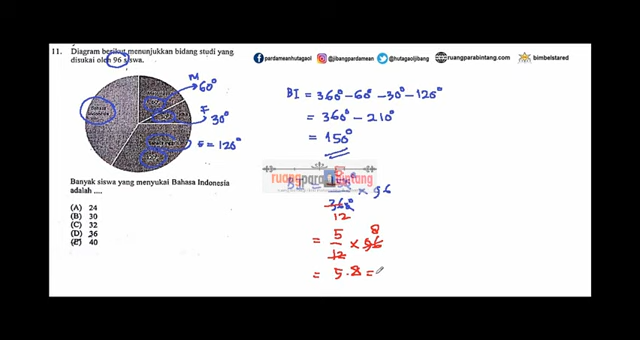 11. Diagram berikut menunjukkan bidang studi yang
disukai oleh 96 siswa.
pardameanhutagaol
@jibangpardamean
@hutagaoljibang
ruangparabintang.com
bimbelstared
M
→60°
F
30°
= 120°
Bahasa
Indonesia
Banyak siswa yang menyukai Bahasa Indonesia
adalah ....
(A) 24
(B) 30
(C) 32
(D) 36
(E) 40
BI = 360° - 60° - 30° - 120°
= 360° - 210°
= 150°
ruangparabintang
BI = 5 × 96
360°
12
= 5/12 × 96 8
= 5.8 =